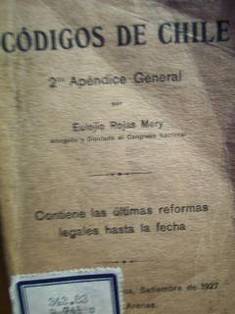 CÓDIGOS DE CHILE
2º Apéndice General
por
Eulojio Rojas Mery
Abogado y Diputado al Congreso Nacional
Contiene las últimas reformas
legales hasta la fecha
Setiembre de 1927
Arenas.